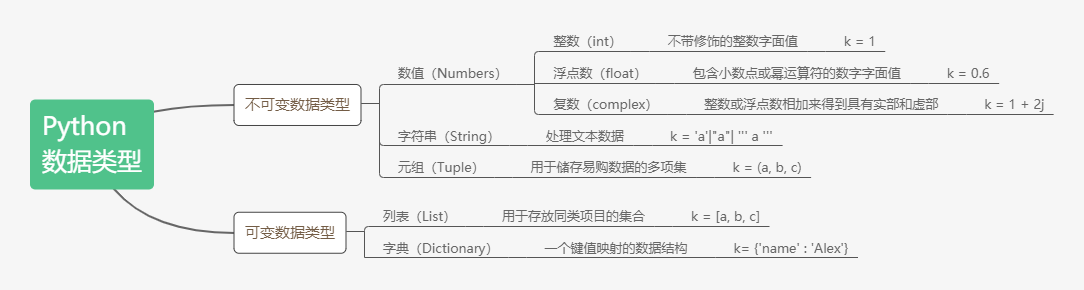 Python
数据类型
不可变数据类型
数值（Numbers）
整数（int） 不带修饰的整数字面值 k = 1
浮点数（float） 包含小数点或幂运算符的数字字面值 k = 0.6
复数（complex） 整数或浮点数相加来得到具有实部和虚部 k = 1 + 2j
字符串（String） 处理文本数据 k = 'a'|"a"| ''' a '''
元组（Tuple） 用于储存易购数据的多项集 k = (a, b, c)
可变数据类型
列表（List） 用于存放同类项目的集合 k = [a, b, c]
字典（Dictionary） 一个键值映射的数据结构 k= {'name' : 'Alex'}